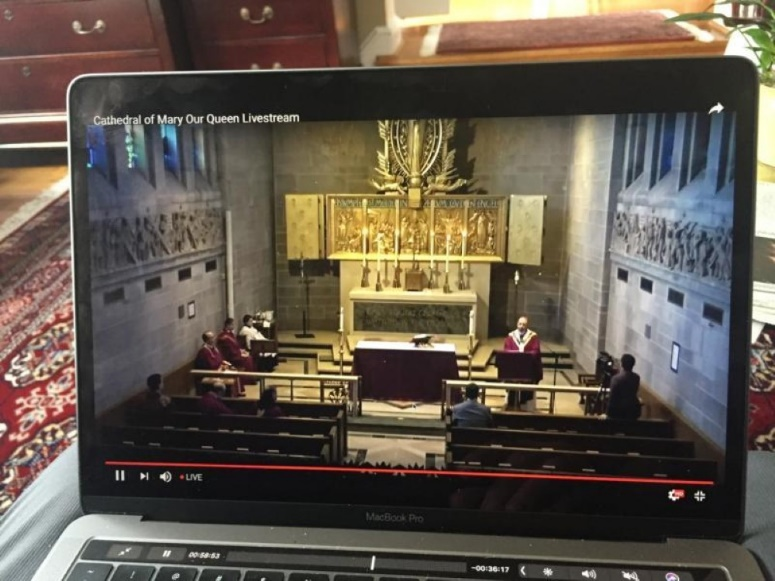 Cathedral of Mary Our Queen Livestream
LIVE
MacBook Pro
00:58:53
-00:36:17